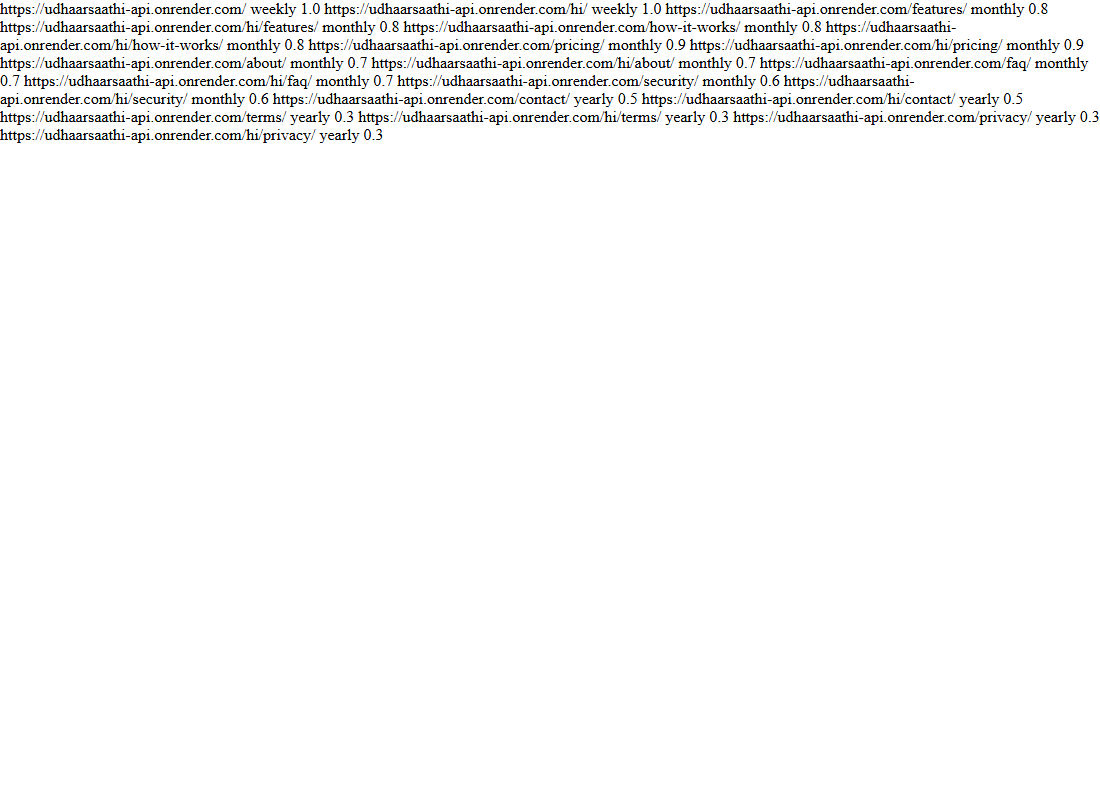 https://udhaarsaathi-api.onrender.com/ weekly 1.0 https://udhaarsaathi-api.onrender.com/hi/ weekly 1.0 https://udhaarsaathi-api.onrender.com/features/ monthly 0.8
https://udhaarsaathi-api.onrender.com/hi/features/ monthly 0.8 https://udhaarsaathi-api.onrender.com/how-it-works/ monthly 0.8 https://udhaarsaathi-
api.onrender.com/hi/how-it-works/ monthly 0.8 https://udhaarsaathi-api.onrender.com/pricing/ monthly 0.9 https://udhaarsaathi-api.onrender.com/hi/pricing/ monthly 0.9
https://udhaarsaathi-api.onrender.com/about/ monthly 0.7 https://udhaarsaathi-api.onrender.com/hi/about/ monthly 0.7 https://udhaarsaathi-api.onrender.com/faq/ monthly
0.7 https://udhaarsaathi-api.onrender.com/hi/faq/ monthly 0.7 https://udhaarsaathi-api.onrender.com/security/ monthly 0.6 https://udhaarsaathi-
api.onrender.com/hi/security/ monthly 0.6 https://udhaarsaathi-api.onrender.com/contact/ yearly 0.5 https://udhaarsaathi-api.onrender.com/hi/contact/ yearly 0.5
https://udhaarsaathi-api.onrender.com/terms/ yearly 0.3 https://udhaarsaathi-api.onrender.com/hi/terms/ yearly 0.3 https://udhaarsaathi-api.onrender.com/privacy/ yearly 0.3
https://udhaarsaathi-api.onrender.com/hi/privacy/ yearly 0.3